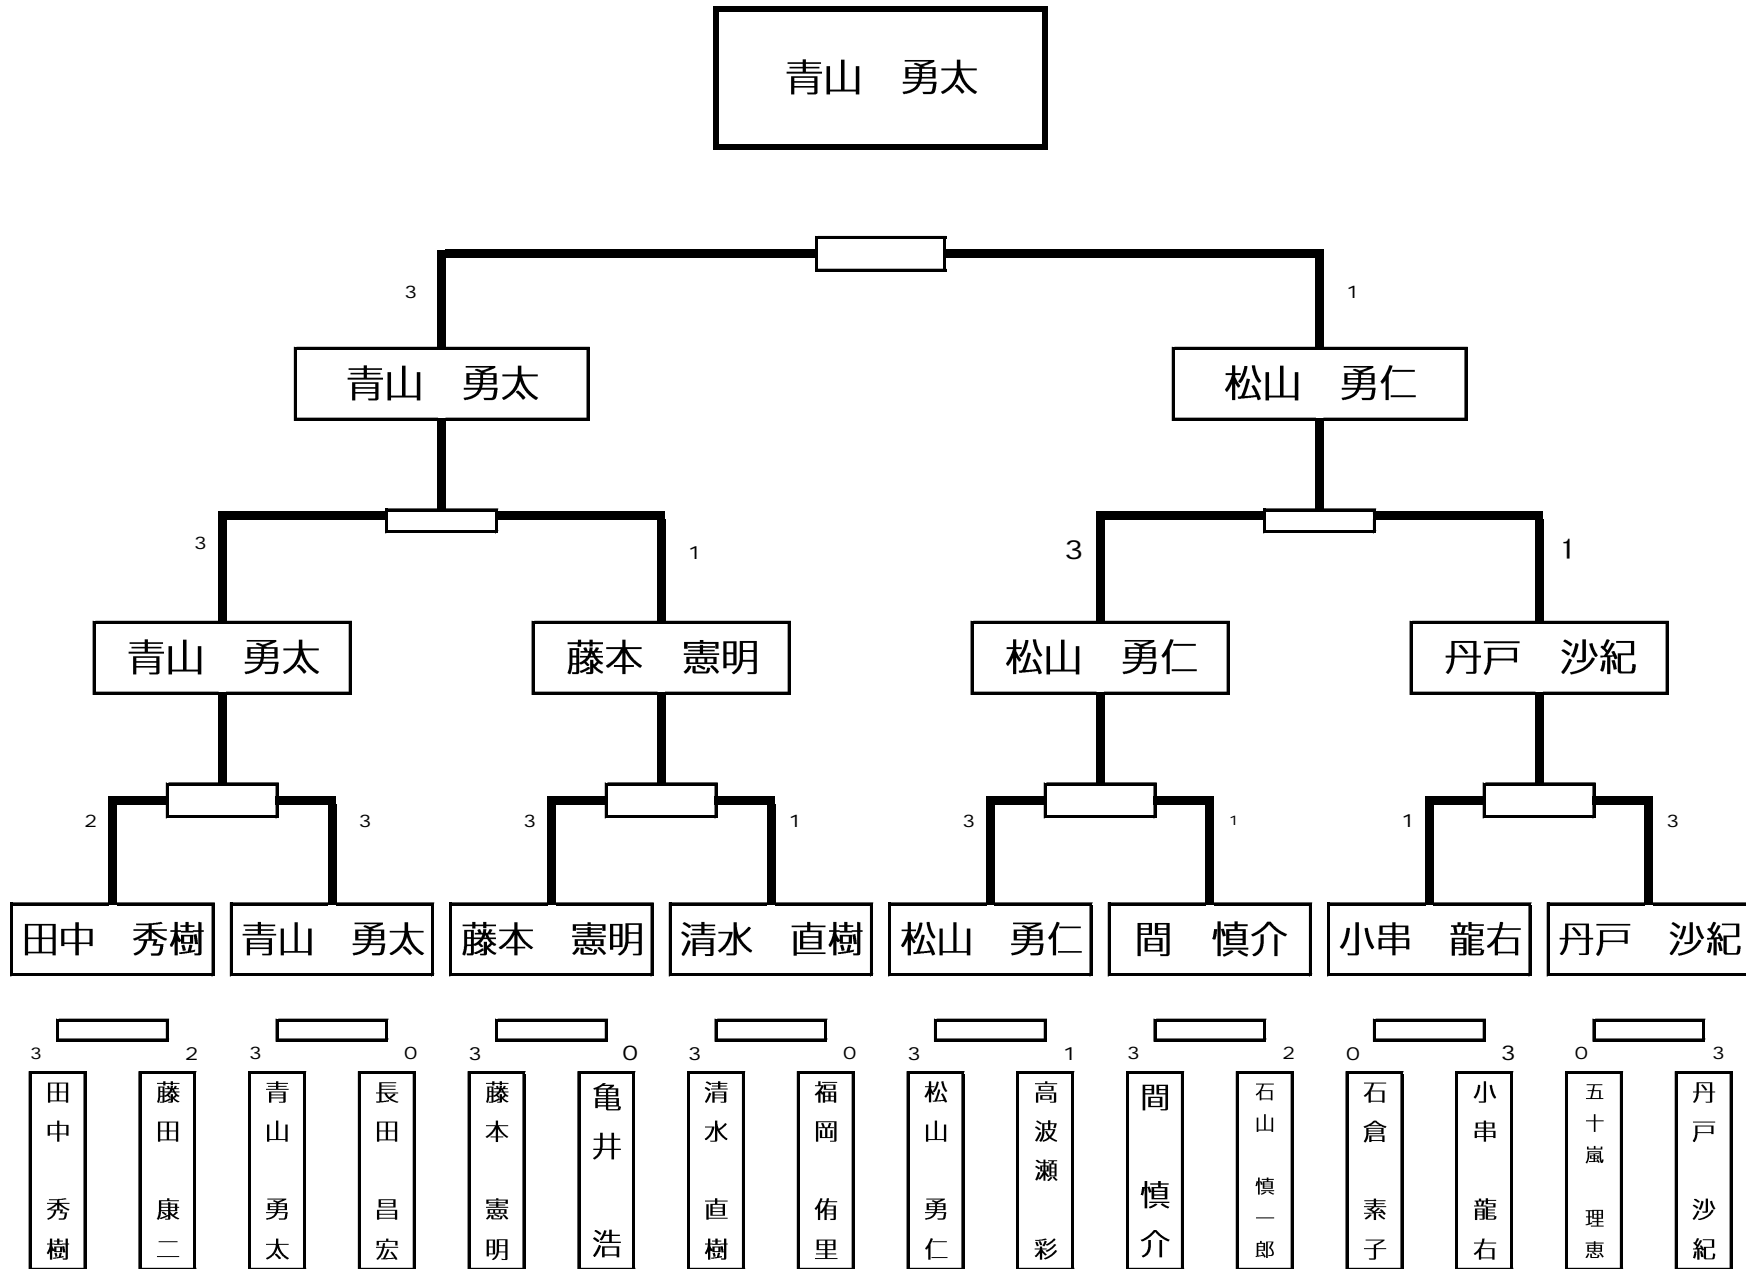 青山　勇太
3 1
青山　勇太 松山　勇仁
3 1 3 1
青山　勇太 藤本　憲明 松山　勇仁 丹戸　沙紀
2 3 3 1 3 1 1 3
田中　秀樹 青山　勇太 藤本　憲明 清水　直樹 松山　勇仁 間　慎介 小串　龍右 丹戸　沙紀
3 2 3 0 3 0 3 0 3 1 3 2 0 3 0 3
田中　秀樹
藤田　康二
青山　勇太
長田　昌宏
藤本　憲明
亀井　浩
清水　直樹
福岡　侑里
松山　勇仁
高波瀬　彩
間　慎介
石山　慎一郎
石倉　素子
小串　龍右
五十嵐　理恵
丹戸　沙紀